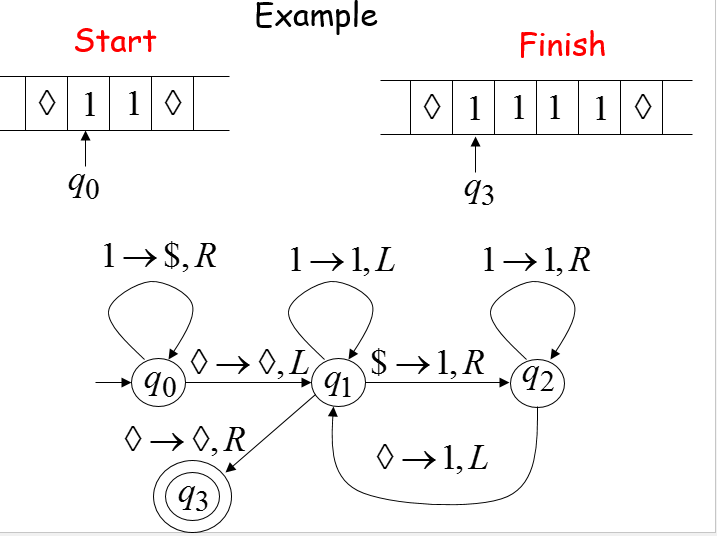 Example
Start
Finish
◊ 1 1 ◊
◊ 1 1 1 1 ◊
q0
q3
1 → $, R
1 → 1, L
1 → 1, R
◊ → ◊, L
$ → 1, R
q0
q1
q2
◊ → ◊, R
◊ → 1, L
q3